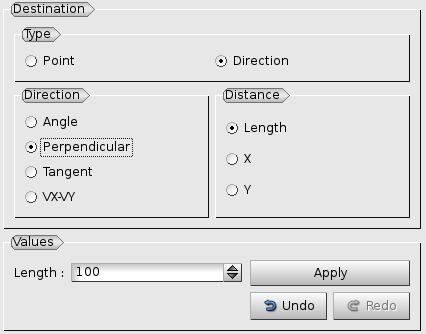 Destination
Type
Point Direction
Direction Distance
Angle Length
Perpendicular X
Tangent Y
VX-VY
Values
Length : 100 Apply
Undo Redo